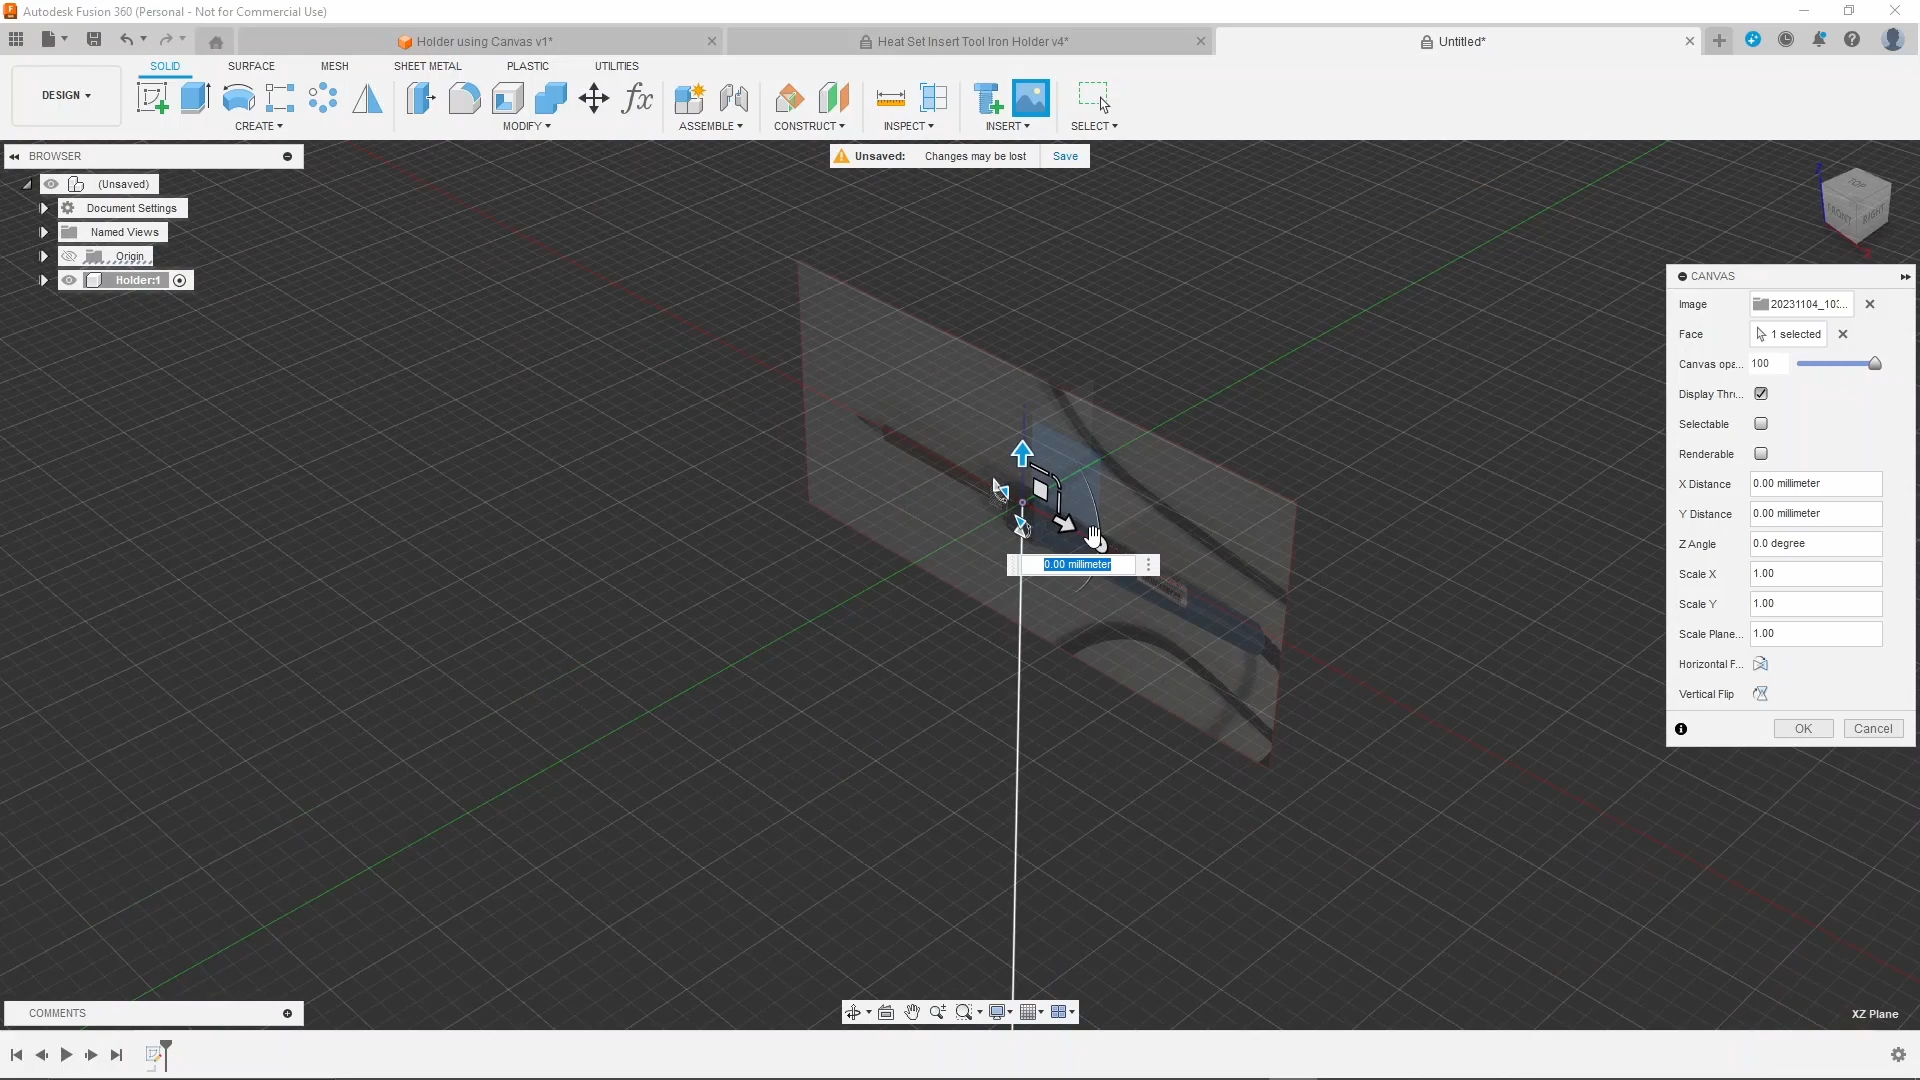 Autodesk Fusion 360 (Personal - Not for Commercial Use)
Holder using Canvas v1*
Heat Set Insert Tool Iron Holder v4*
Untitled*
SOLID
SURFACE
MESH
SHEET METAL
PLASTIC
UTILITIES
DESIGN
CREATE
MODIFY
ASSEMBLE
CONSTRUCT
INSPECT
INSERT
SELECT
BROWSER
Unsaved: Changes may be lost Save
(Unsaved)
Document Settings
Named Views
Origin
Holder:1
TOP
FRONT
RIGHT
Z
X
CANVAS
Image 20231104_10:...
Face 1 selected
Canvas opa... 100
Display Thr...
Selectable
Renderable
X Distance 0.00 millimeter
Y Distance 0.00 millimeter
Z Angle 0.0 degree
Scale X 1.00
Scale Y 1.00
Scale Plane... 1.00
Horizontal F...
Vertical Flip
OK Cancel
0.00 millimeter
COMMENTS
XZ Plane